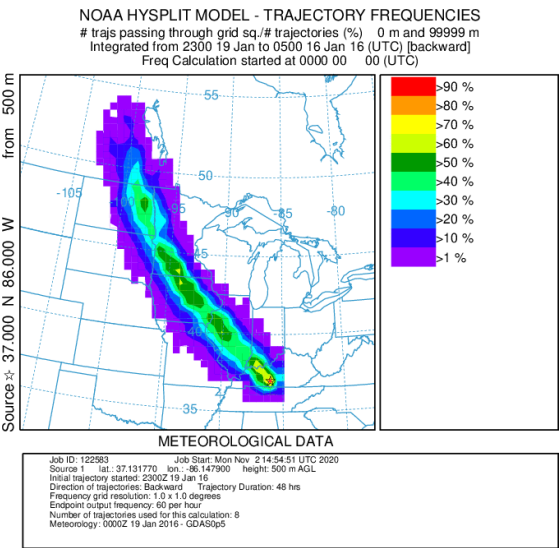 NOAA HYSPLIT MODEL - TRAJECTORY FREQUENCIES
# trajs passing through grid sq./# trajectories (%)    0 m and 99999 m
Integrated from 2300 19 Jan to 0500 16 Jan 16 (UTC) [backward]
Freq Calculation started at 0000 00    00 (UTC)
Source ☆ 37.000 N 86.000 W    from 500 m
55
50
-105
-100
-95
-90
-85
-80
45
40
35
>90 %
>80 %
>70 %
>60 %
>50 %
>40 %
>30 %
>20 %
>10 %
>1 %
METEOROLOGICAL DATA
Job ID: 122583    Job Start: Mon Nov 2 14:54:51 UTC 2020
Source 1    lat.: 37.131770    lon.: -86.147900    height: 500 m AGL
Initial trajectory started: 2300Z 19 Jan 16
Direction of trajectories: Backward    Trajectory Duration: 48 hrs
Frequency grid resolution: 1.0 x 1.0 degrees
Endpoint output frequency: 60 per hour
Number of trajectories used for this calculation: 8
Meteorology: 0000Z 19 Jan 2016 - GDAS0p5